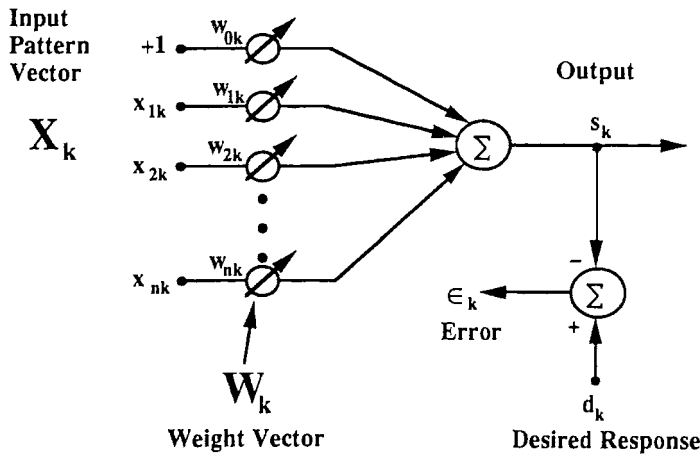 Input
Pattern
Vector
X_k
+1
w_0k
x_1k
w_1k
x_2k
w_2k
x_nk
w_nk
Σ
Output
s_k
−
Σ
+
∈_k
Error
d_k
Desired Response
W_k
Weight Vector